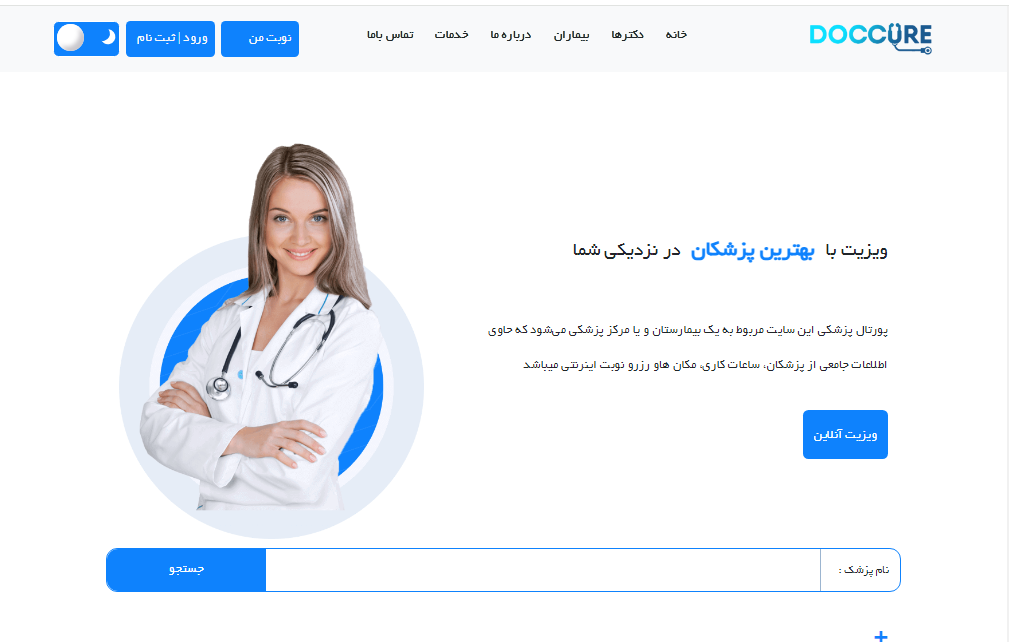 DOCCURE
خانه
دکترها
بیماران
درباره ما
خدمات
تماس باما
نوبت من
ورود | ثبت نام
ویزیت با بهترین پزشکان در نزدیکی شما
پورتال پزشکی این سایت مربوط به یک بیمارستان و یا مرکز پزشکی می‌شود که حاوی
اطلاعات جامعی از پزشکان، ساعات کاری، مکان هاو رزرو نوبت اینترنتی میباشد
ویزیت آنلاین
نام پزشک :
جستجو
+